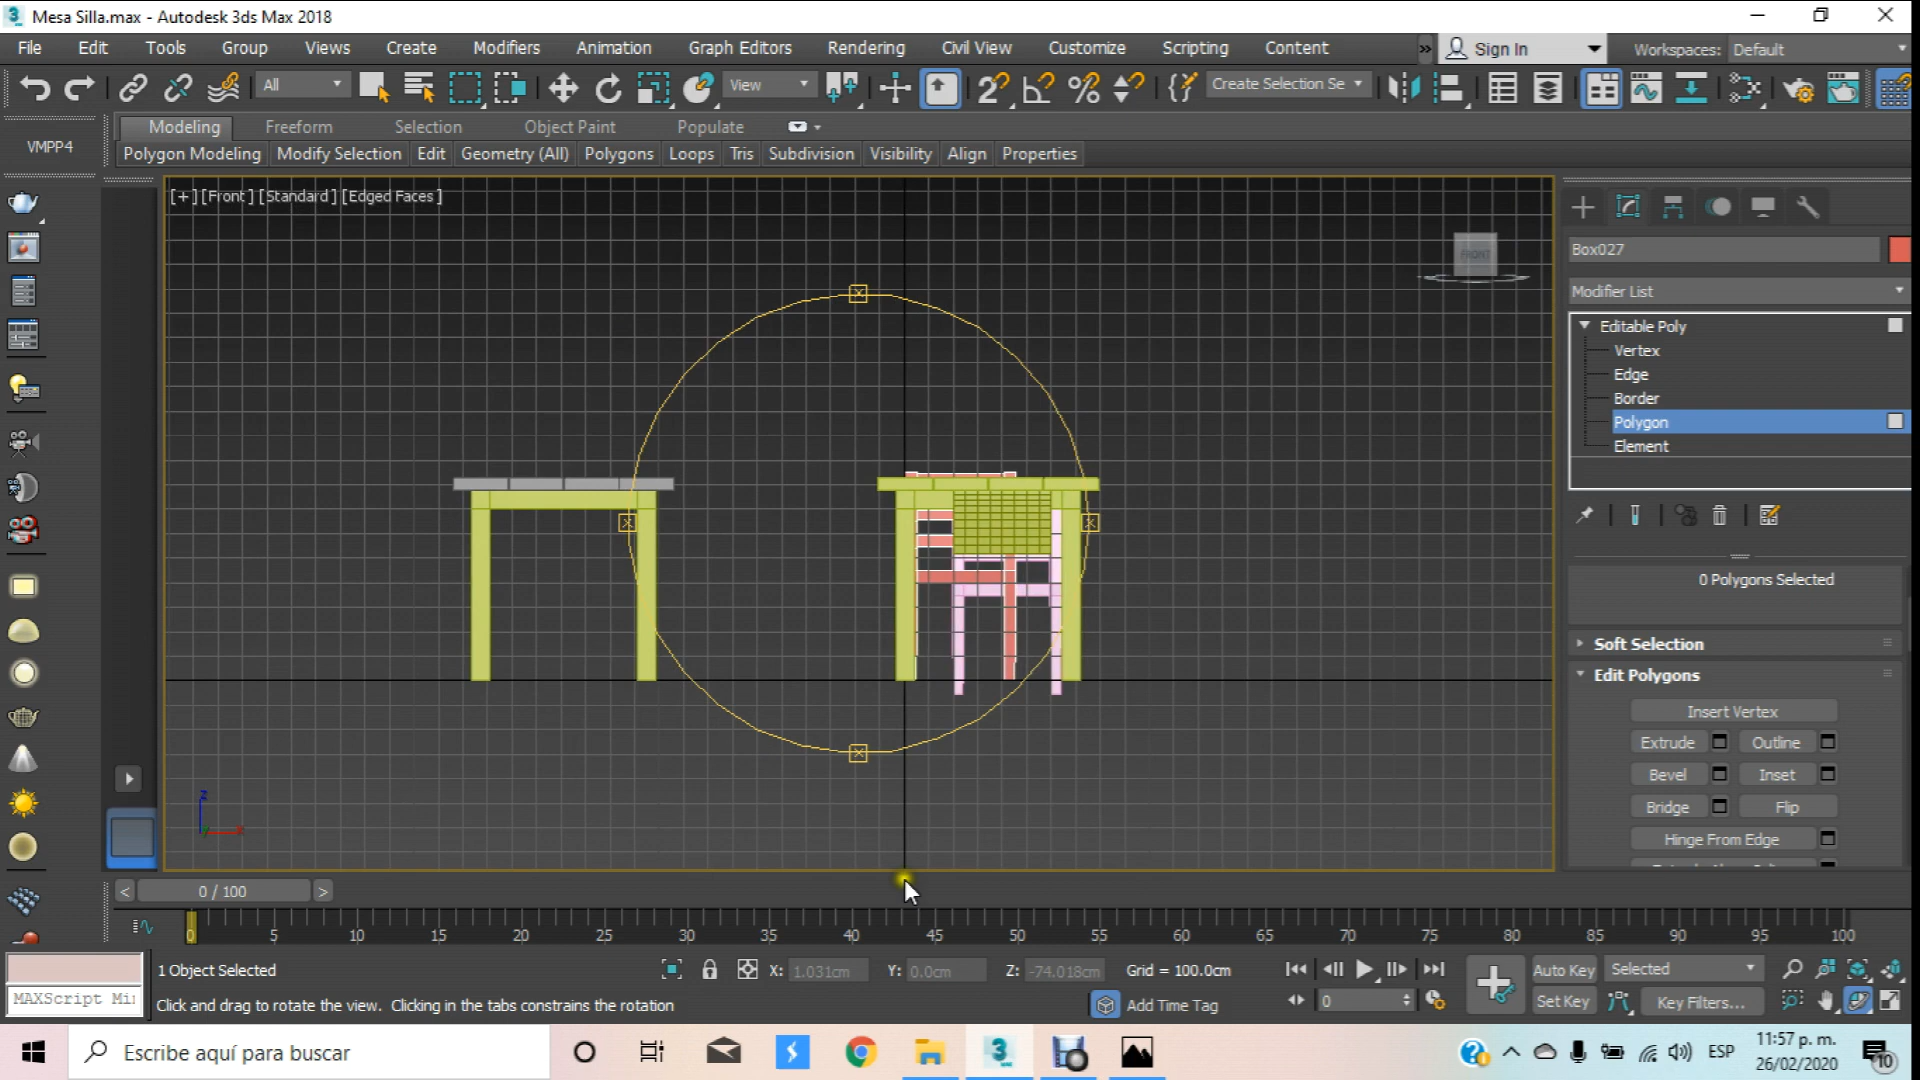 Mesa Silla.max - Autodesk 3ds Max 2018
File Edit Tools Group Views Create Modifiers Animation Graph Editors Rendering Civil View Customize Scripting Content » Sign In Workspaces: Default
All View Create Selection Se
Modeling Freeform Selection Object Paint Populate
VMPP4
Polygon Modeling Modify Selection Edit Geometry (All) Polygons Loops Tris Subdivision Visibility Align Properties
[+] [Front] [Standard] [Edged Faces]
FRONT
Box027
Modifier List
Editable Poly
Vertex
Edge
Border
Polygon
Element
0 Polygons Selected
Soft Selection
Edit Polygons
Insert Vertex
Extrude Outline
Bevel Inset
Bridge Flip
Hinge From Edge
z
x
< 0 / 100 >
0 5 10 15 20 25 30 35 40 45 50 55 60 65 70 75 80 85 90 95 100
1 Object Selected X: 1.031cm Y: 0.0cm Z: -74.018cm Grid = 100.0cm Auto Key Selected
MAXScript Mi Click and drag to rotate the view. Clicking in the tabs constrains the rotation Add Time Tag 0 Set Key Key Filters...
Escribe aquí para buscar ESP 11:57 p. m.
26/02/2020 10